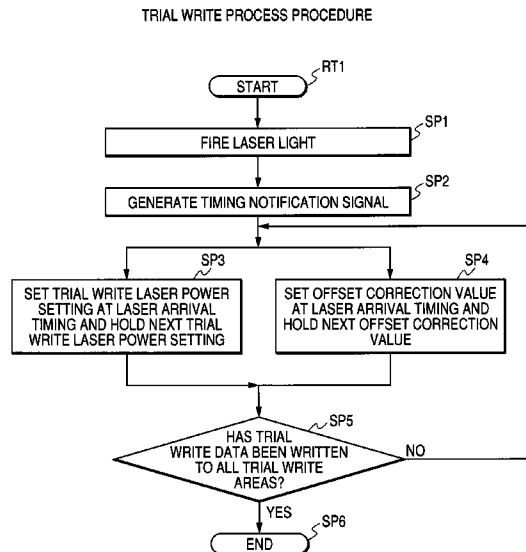 TRIAL WRITE PROCESS PROCEDURE
RT1
START
SP1
FIRE LASER LIGHT
SP2
GENERATE TIMING NOTIFICATION SIGNAL
SP3
SET TRIAL WRITE LASER POWER
SETTING AT LASER ARRIVAL
TIMING AND HOLD NEXT TRIAL
WRITE LASER POWER SETTING
SP4
SET OFFSET CORRECTION VALUE
AT LASER ARRIVAL TIMING AND
HOLD NEXT OFFSET CORRECTION
VALUE
SP5
HAS TRIAL
WRITE DATA BEEN WRITTEN
TO ALL TRIAL WRITE
AREAS?
NO
YES
SP6
END